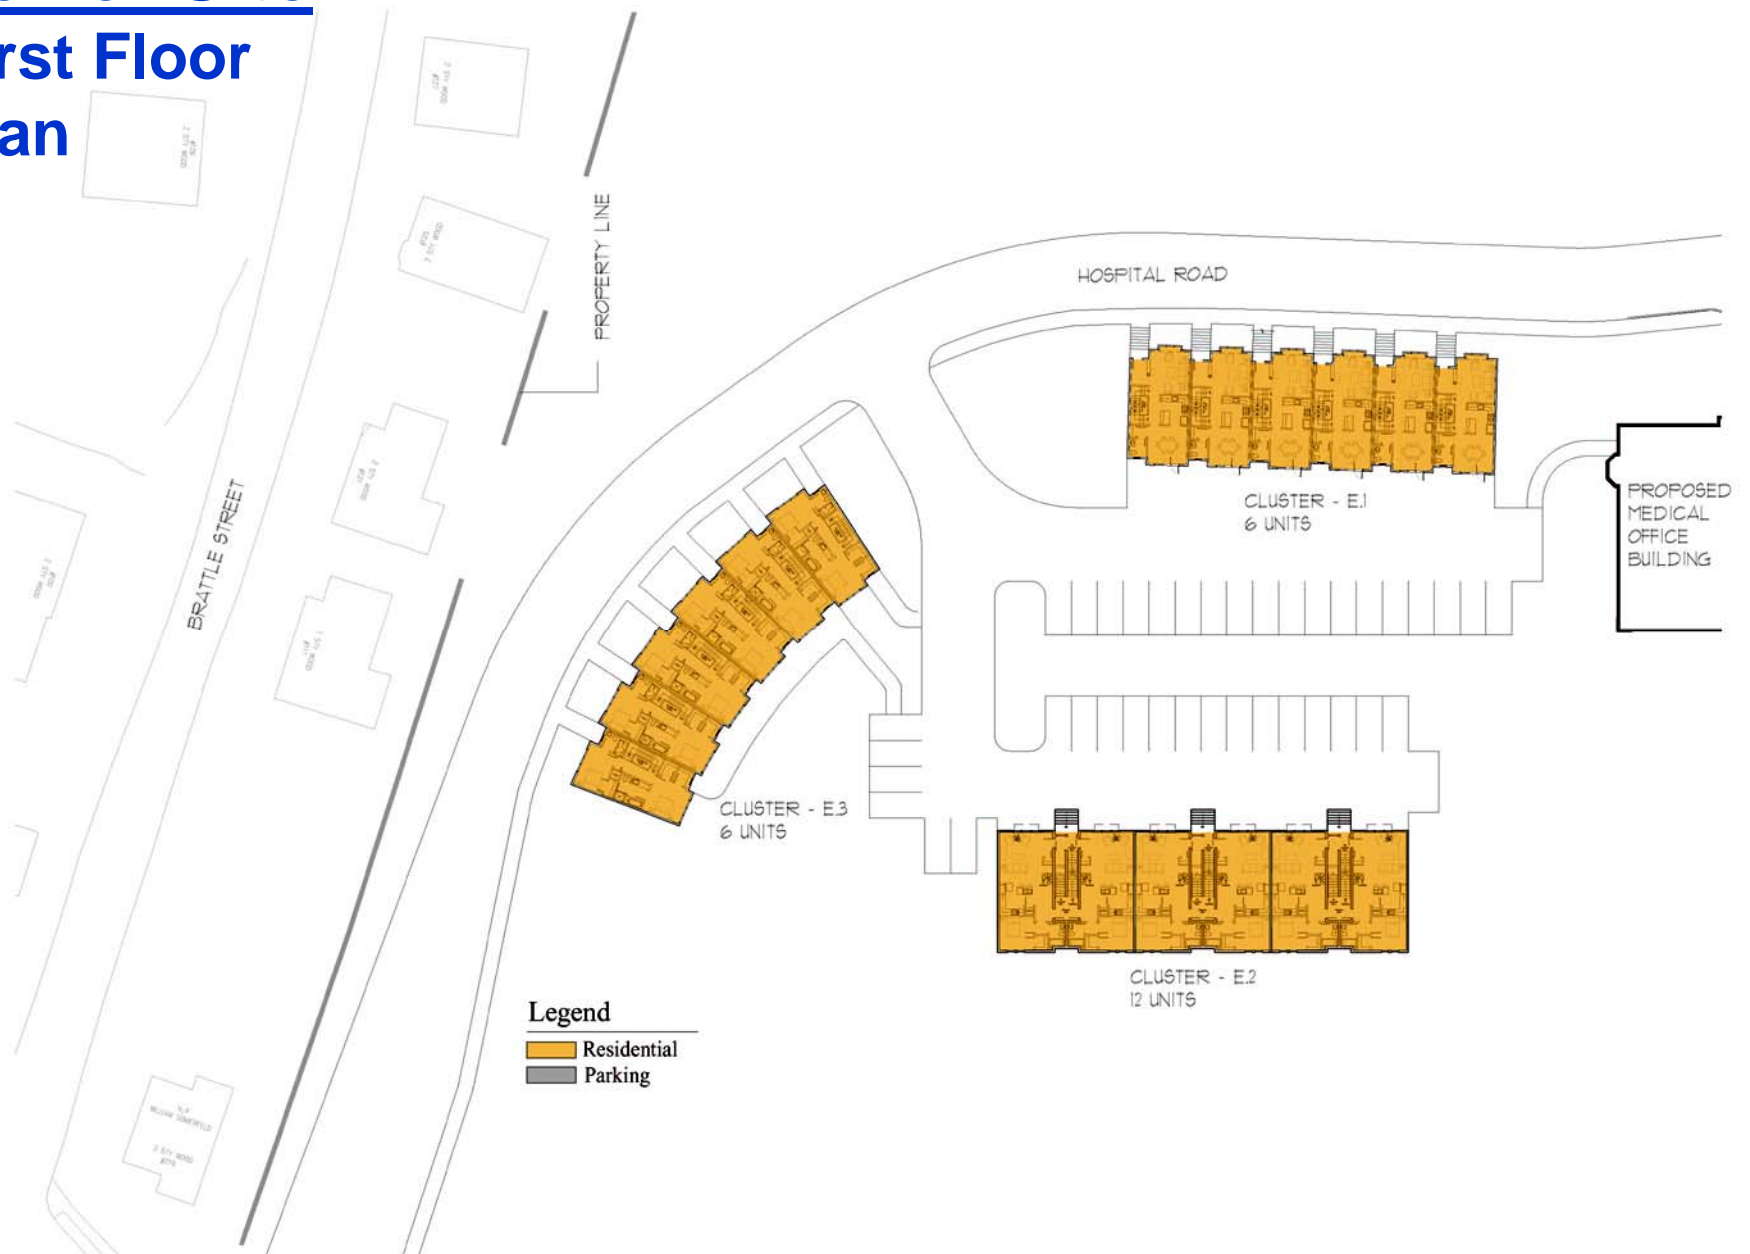 rst Floor
an
PROPERTY LINE
HOSPITAL ROAD
BRATTLE STREET
CLUSTER - E.1
6 UNITS
PROPOSED
MEDICAL
OFFICE
BUILDING
CLUSTER - E.3
6 UNITS
CLUSTER - E.2
12 UNITS
Legend
Residential
Parking